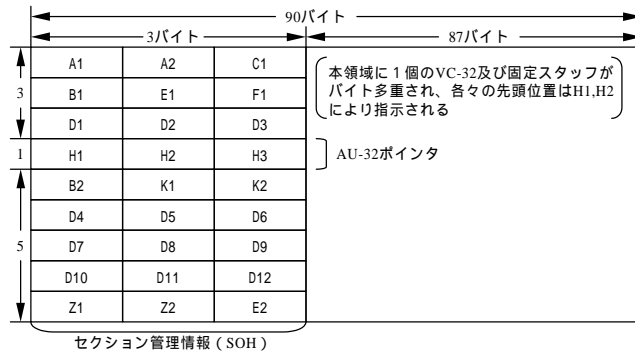 90バイト
3バイト 87バイト
A1 A2 C1
3 B1 E1 F1
D1 D2 D3
本領域に1個のVC-32及び固定スタッフが
バイト多重され、各々の先頭位置はH1,H2
により指示される
1 H1 H2 H3 AU-32ポインタ
B2 K1 K2
D4 D5 D6
5 D7 D8 D9
D10 D11 D12
Z1 Z2 E2
セクション管理情報（SOH）